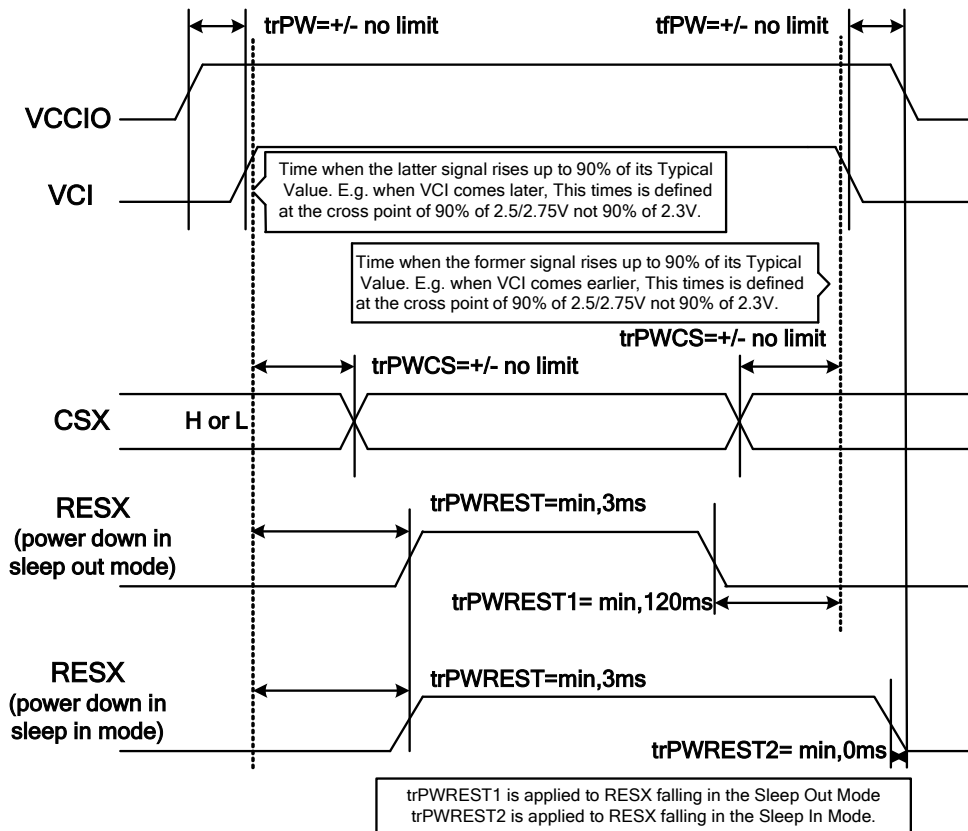 trPW=+/- no limit
tfPW=+/- no limit
VCCIO
VCI
Time when the latter signal rises up to 90% of its Typical
Value. E.g. when VCI comes later, This times is defined
at the cross point of 90% of 2.5/2.75V not 90% of 2.3V.
Time when the former signal rises up to 90% of its Typical
Value. E.g. when VCI comes earlier, This times is defined
at the cross point of 90% of 2.5/2.75V not 90% of 2.3V.
trPWCS=+/- no limit
trPWCS=+/- no limit
CSX
H or L
RESX
(power down in
sleep out mode)
trPWREST=min,3ms
trPWREST1= min,120ms
RESX
(power down in
sleep in mode)
trPWREST=min,3ms
trPWREST2= min,0ms
trPWREST1 is applied to RESX falling in the Sleep Out Mode
trPWREST2 is applied to RESX falling in the Sleep In Mode.